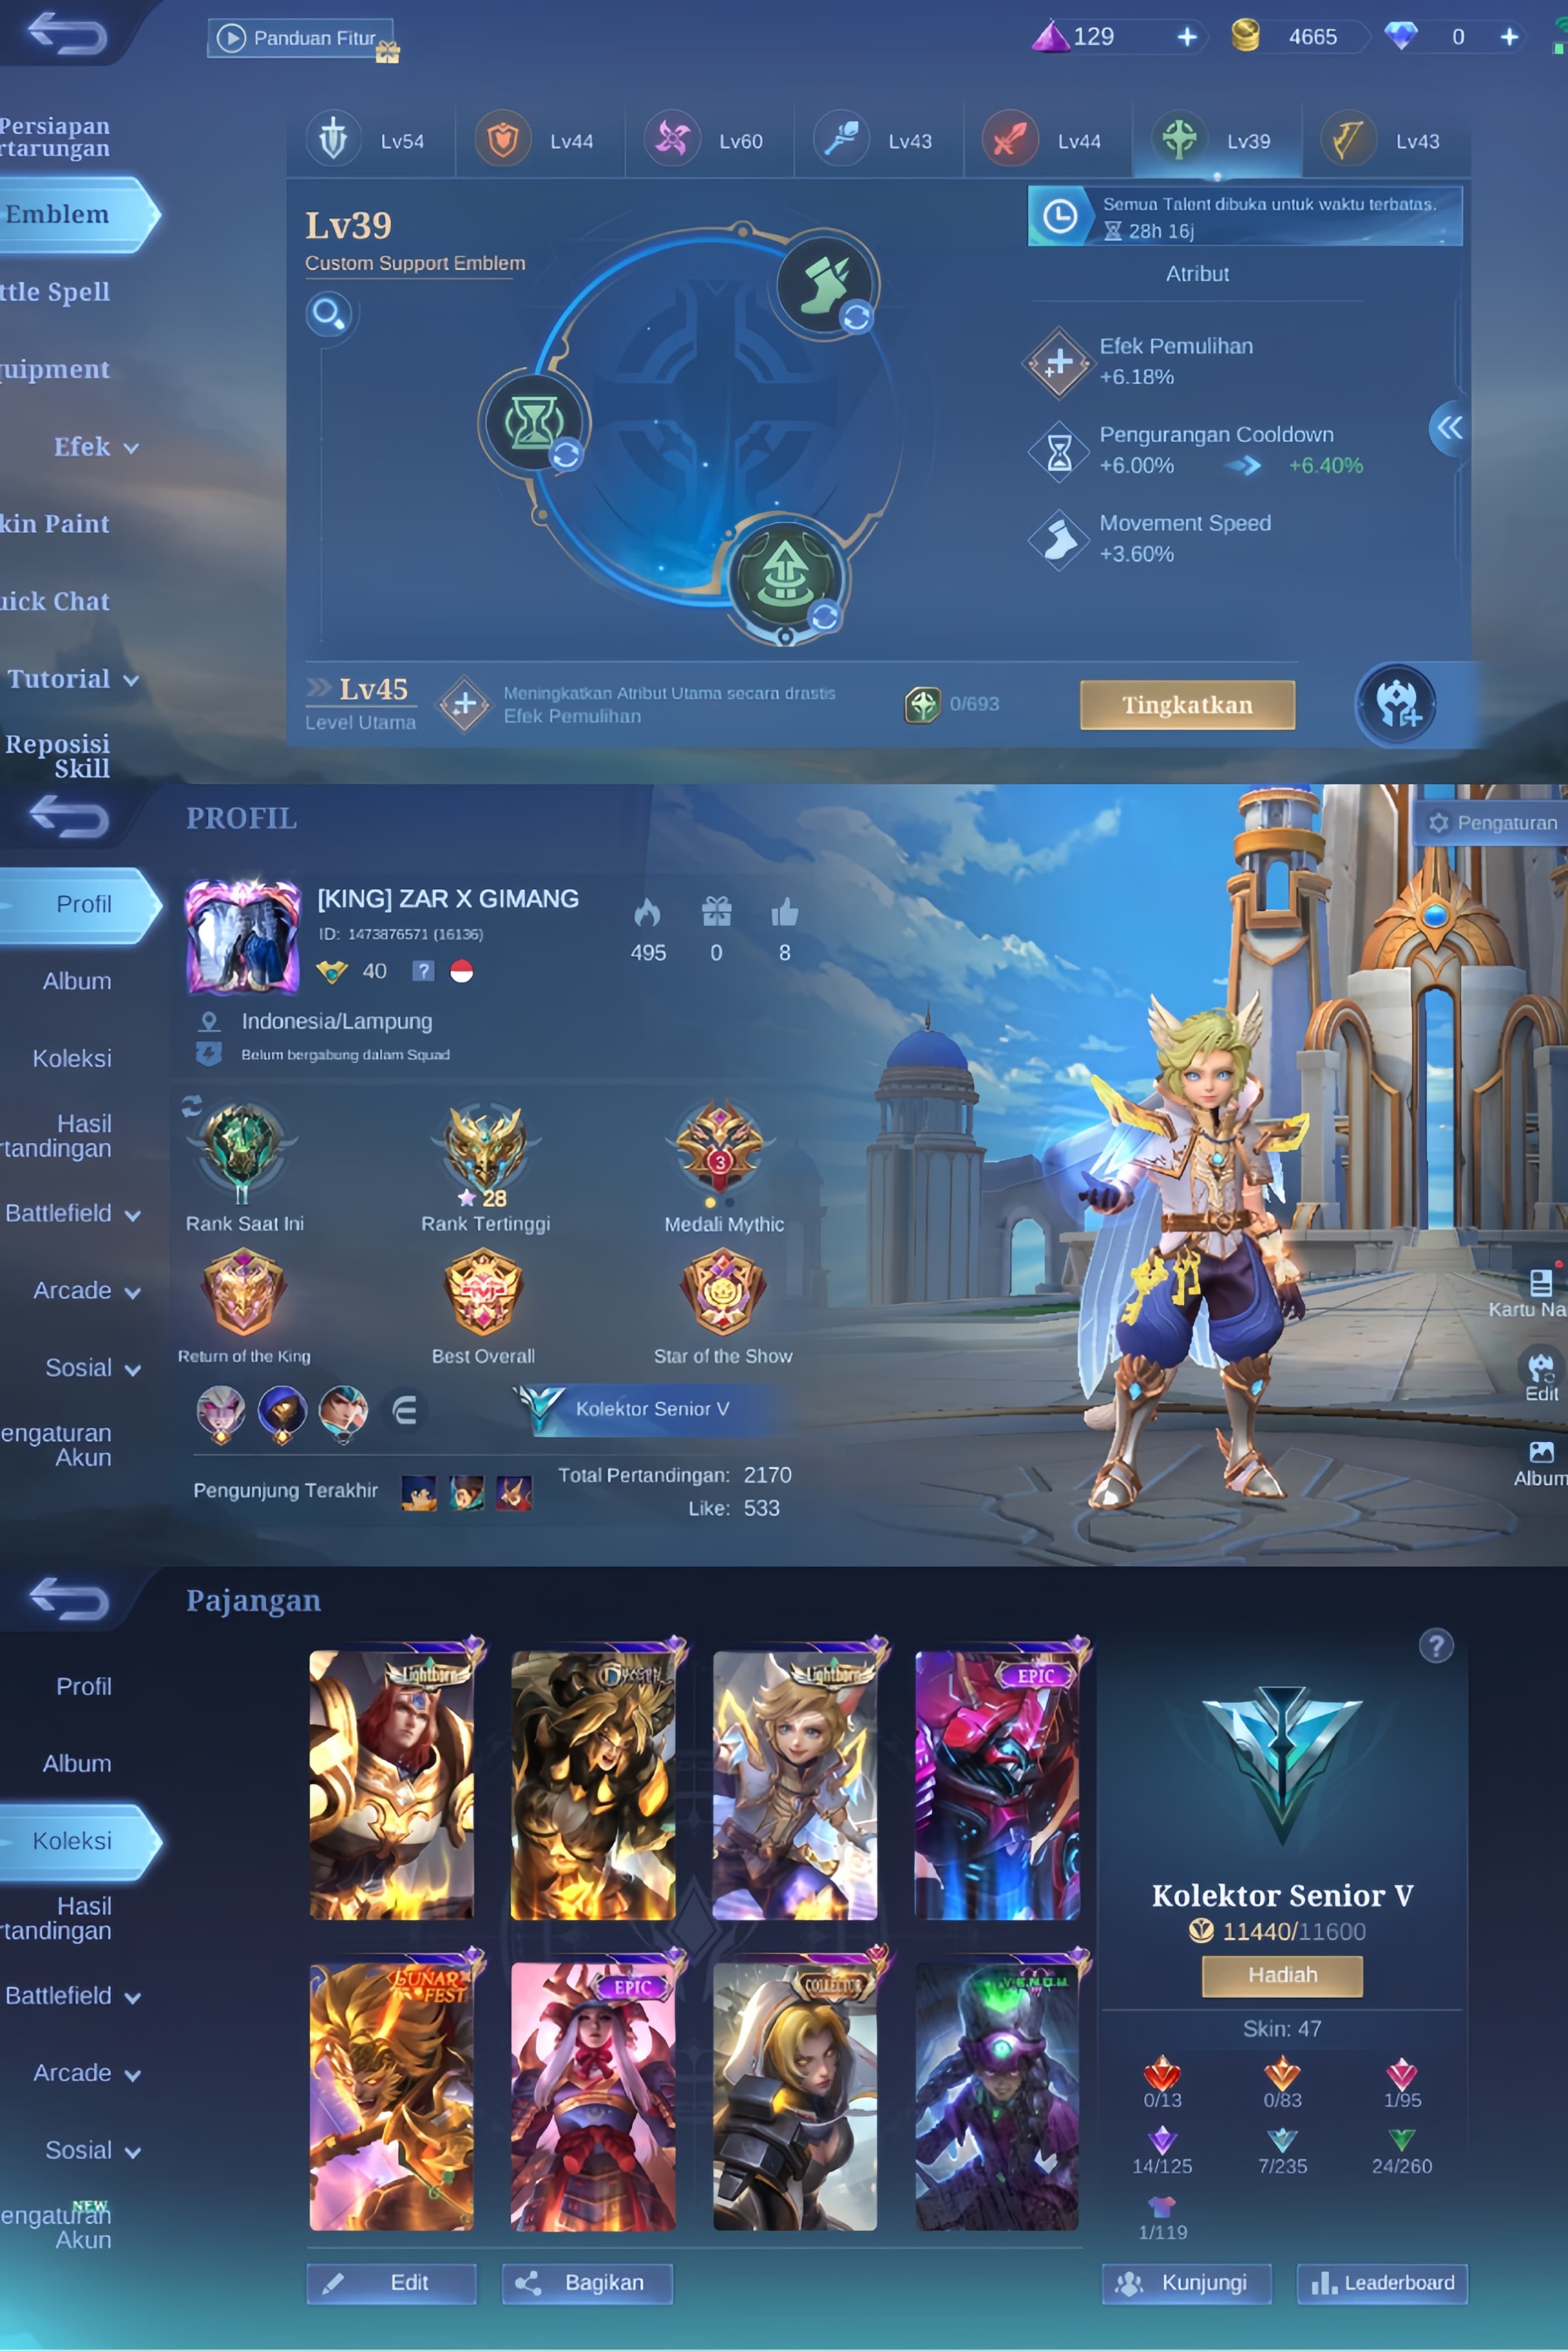 Panduan Fitur
129
4665
0
Persiapan
rtarungan
Emblem
ttle Spell
quipment
Efek
kin Paint
uick Chat
Tutorial
Reposisi
Skill
Lv54
Lv44
Lv60
Lv43
Lv44
Lv39
Lv43
Lv39
Custom Support Emblem
Semua Talent dibuka untuk waktu terbatas.
28h 16j
Atribut
Efek Pemulihan
+6.18%
Pengurangan Cooldown
+6.00% +6.40%
Movement Speed
+3.60%
Lv45
Level Utama
Meningkatkan Atribut Utama secara drastis
Efek Pemulihan
0/693
Tingkatkan
PROFIL
Pengaturan
Profil
Album
Koleksi
Hasil
rtandingan
Battlefield
Arcade
Sosial
engaturan
Akun
[KING] ZAR X GIMANG
ID: 1473876571 (16136)
40 ?
495 0 8
Indonesia/Lampung
Belum bergabung dalam Squad
II
28
3
Rank Saat Ini
Rank Tertinggi
Medali Mythic
Return of the King
Best Overall
Star of the Show
Kolektor Senior V
Pengunjung Terakhir
Total Pertandingan: 2170
Like: 533
Kartu Na
Edit
Album
Pajangan
Profil
Album
Koleksi
Hasil
rtandingan
Battlefield
Arcade
Sosial
NEW
engaturan
Akun
Lightborn
Lightborn
EPIC
LUNAR
FEST
EPIC
COLLECTOR
V.E.N.O.M.
?
Kolektor Senior V
11440/11600
Hadiah
Skin: 47
0/13
0/83
1/95
14/125
7/235
24/260
1/119
Edit
Bagikan
Kunjungi
Leaderboard